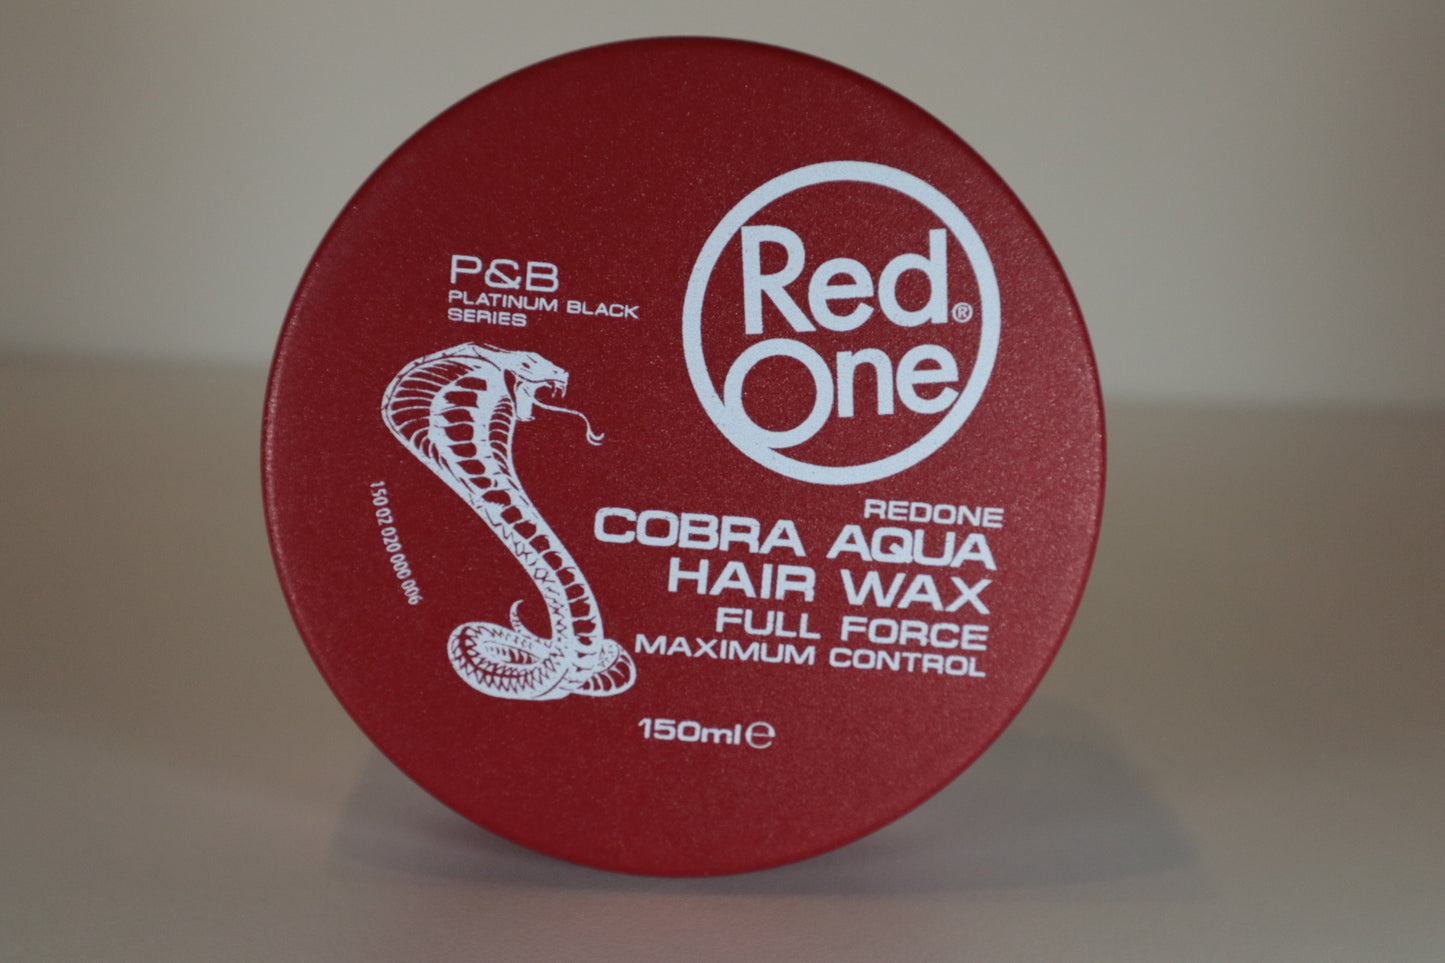 P&B
PLATINUM BLACK
SERIES
Red®
One
REDONE
COBRA AQUA
HAIR WAX
FULL FORCE
MAXIMUM CONTROL
150ml℮
150 02 020 000 006